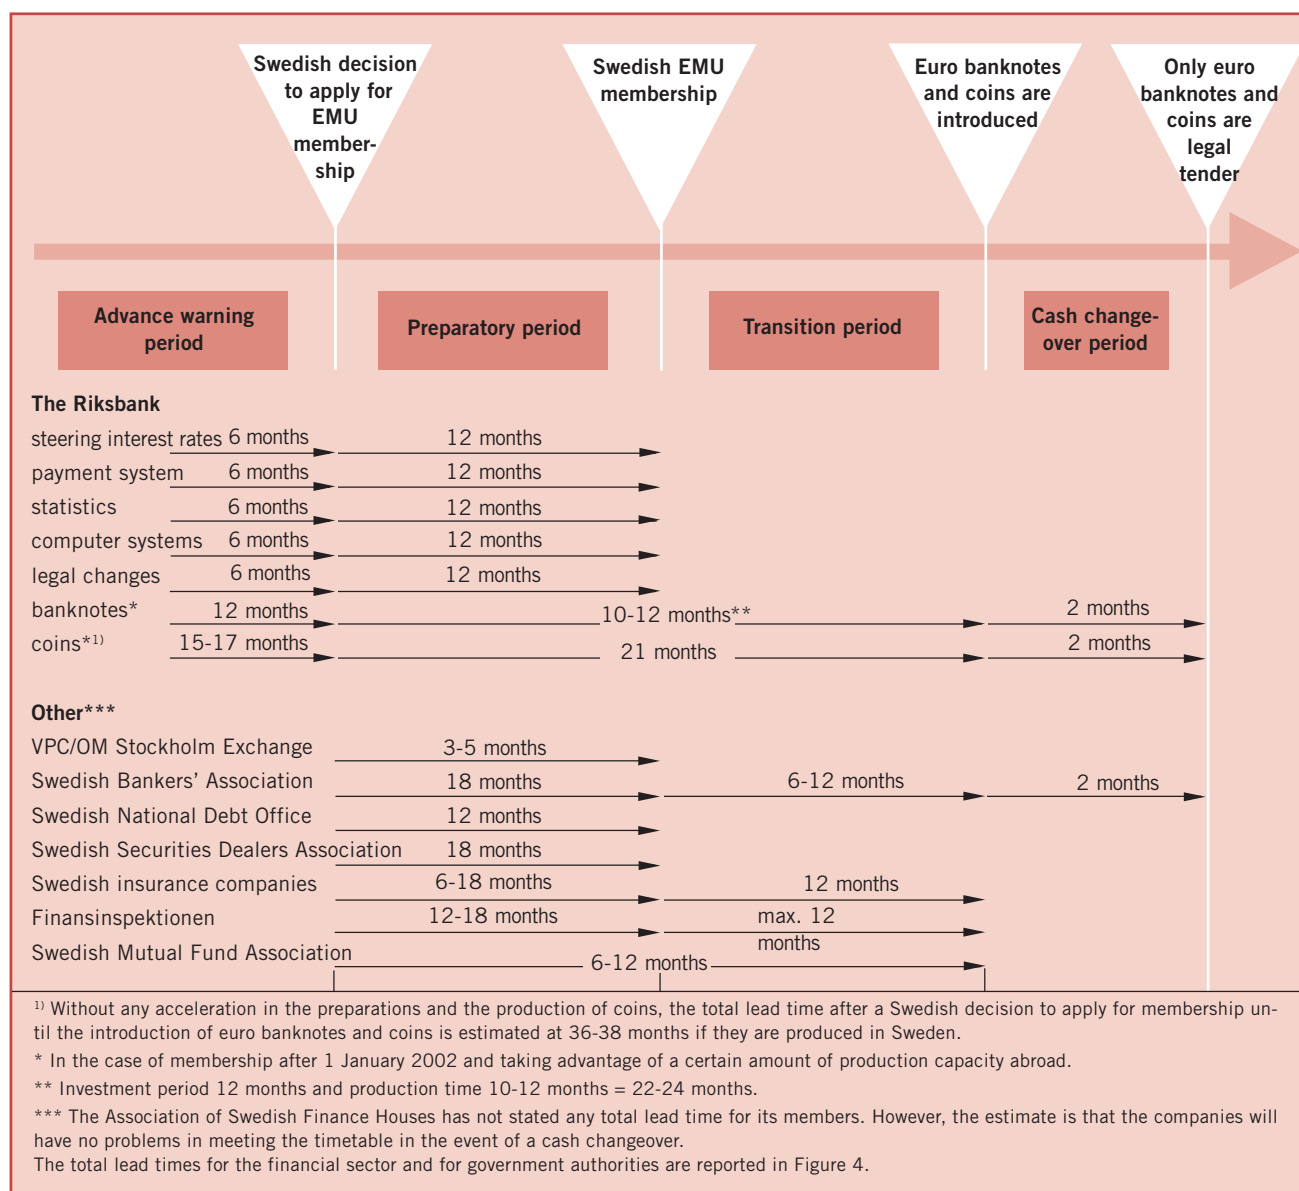 Swedish decision
to apply for
EMU
member-
ship
Swedish EMU
membership
Euro banknotes
and coins are
introduced
Only euro
banknotes and
coins are
legal
tender
Advance warning
period
Preparatory period
Transition period
Cash change-
over period
The Riksbank
steering interest rates 6 months 12 months
payment system 6 months 12 months
statistics 6 months 12 months
computer systems 6 months 12 months
legal changes 6 months 12 months
banknotes* 12 months 10-12 months** 2 months
coins*1) 15-17 months 21 months 2 months
Other***
VPC/OM Stockholm Exchange 3-5 months
Swedish Bankers' Association 18 months 6-12 months 2 months
Swedish National Debt Office 12 months
Swedish Securities Dealers Association 18 months
Swedish insurance companies 6-18 months 12 months
Finansinspektionen 12-18 months max. 12
months
Swedish Mutual Fund Association 6-12 months
1) Without any acceleration in the preparations and the production of coins, the total lead time after a Swedish decision to apply for membership un-
til the introduction of euro banknotes and coins is estimated at 36-38 months if they are produced in Sweden.
* In the case of membership after 1 January 2002 and taking advantage of a certain amount of production capacity abroad.
** Investment period 12 months and production time 10-12 months = 22-24 months.
*** The Association of Swedish Finance Houses has not stated any total lead time for its members. However, the estimate is that the companies will
have no problems in meeting the timetable in the event of a cash changeover.
The total lead times for the financial sector and for government authorities are reported in Figure 4.